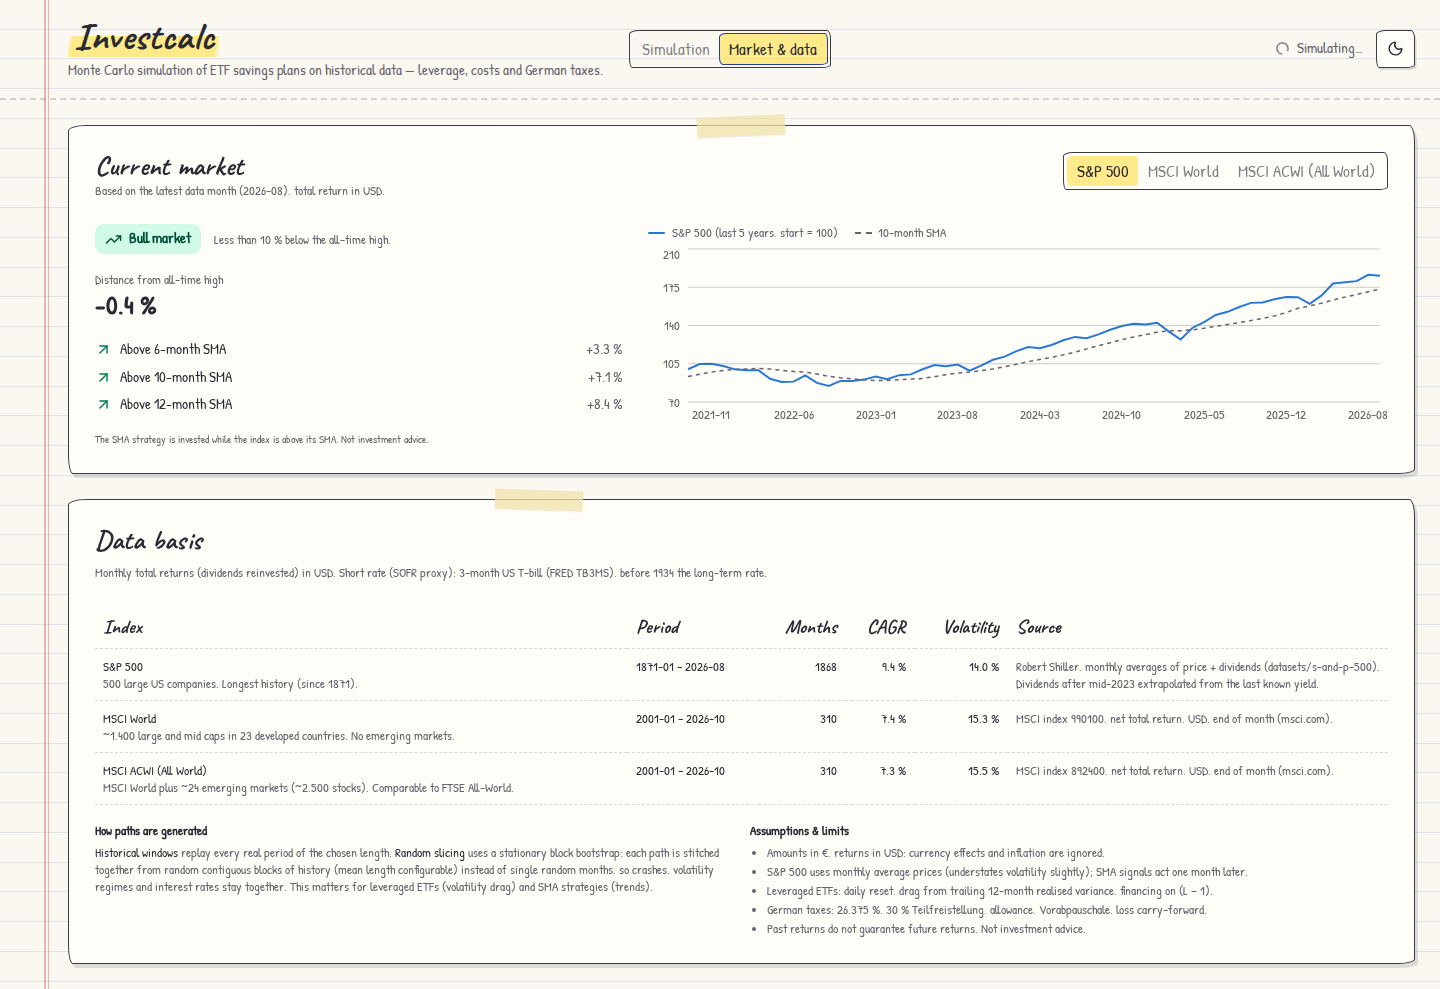 Investcalc
Monte Carlo simulation of ETF savings plans on historical data — leverage, costs and German taxes.
Simulation
Market & data
Simulating…
Current market
Based on the latest data month (2026-08). total return in USD.
S&P 500
MSCI World
MSCI ACWI (All World)
Bull market
Less than 10 % below the all-time high.
Distance from all-time high
-0.4 %
Above 6-month SMA
+3.3 %
Above 10-month SMA
+7.1 %
Above 12-month SMA
+8.4 %
The SMA strategy is invested while the index is above its SMA. Not investment advice.
S&P 500 (last 5 years. start = 100)
10-month SMA
210
175
140
105
70
2021-11
2022-06
2023-01
2023-08
2024-03
2024-10
2025-05
2025-12
2026-08
Data basis
Monthly total returns (dividends reinvested) in USD. Short rate (SOFR proxy): 3-month US T-bill (FRED TB3MS). before 1934 the long-term rate.
Index Period Months CAGR Volatility Source
S&P 500 1871-01 – 2026-08 1868 9.4 % 14.0 % Robert Shiller. monthly averages of price + dividends (datasets/s-and-p-500).
500 large US companies. Longest history (since 1871). Dividends after mid-2023 extrapolated from the last known yield.
MSCI World 2001-01 – 2026-10 310 7.4 % 15.3 % MSCI index 990100. net total return. USD. end of month (msci.com).
~1.400 large and mid caps in 23 developed countries. No emerging markets.
MSCI ACWI (All World) 2001-01 – 2026-10 310 7.3 % 15.5 % MSCI index 892400. net total return. USD. end of month (msci.com).
MSCI World plus ~24 emerging markets (~2.500 stocks). Comparable to FTSE All-World.
How paths are generated
Historical windows replay every real period of the chosen length. Random slicing uses a stationary block bootstrap: each path is stitched
together from random contiguous blocks of history (mean length configurable) instead of single random months. so crashes. volatility
regimes and interest rates stay together. This matters for leveraged ETFs (volatility drag) and SMA strategies (trends).
Assumptions & limits
• Amounts in €. returns in USD: currency effects and inflation are ignored.
• S&P 500 uses monthly average prices (understates volatility slightly); SMA signals act one month later.
• Leveraged ETFs: daily reset. drag from trailing 12-month realised variance. financing on (L − 1).
• German taxes: 26.375 %. 30 % Teilfreistellung. allowance. Vorabpauschale. loss carry-forward.
• Past returns do not guarantee future returns. Not investment advice.